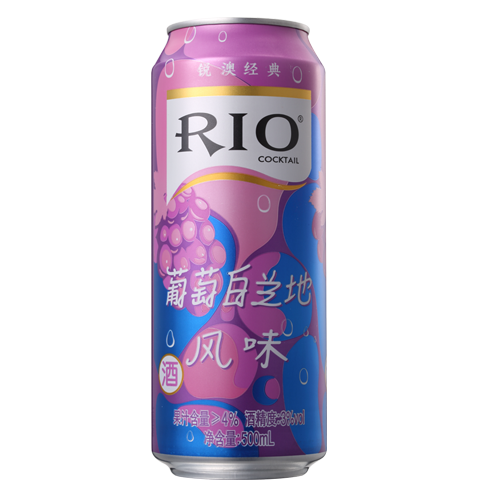 锐澳经典
RIO®
COCKTAIL
葡萄白兰地
风味
酒
果汁含量≥4% 酒精度:3%vol
净含量:500mL